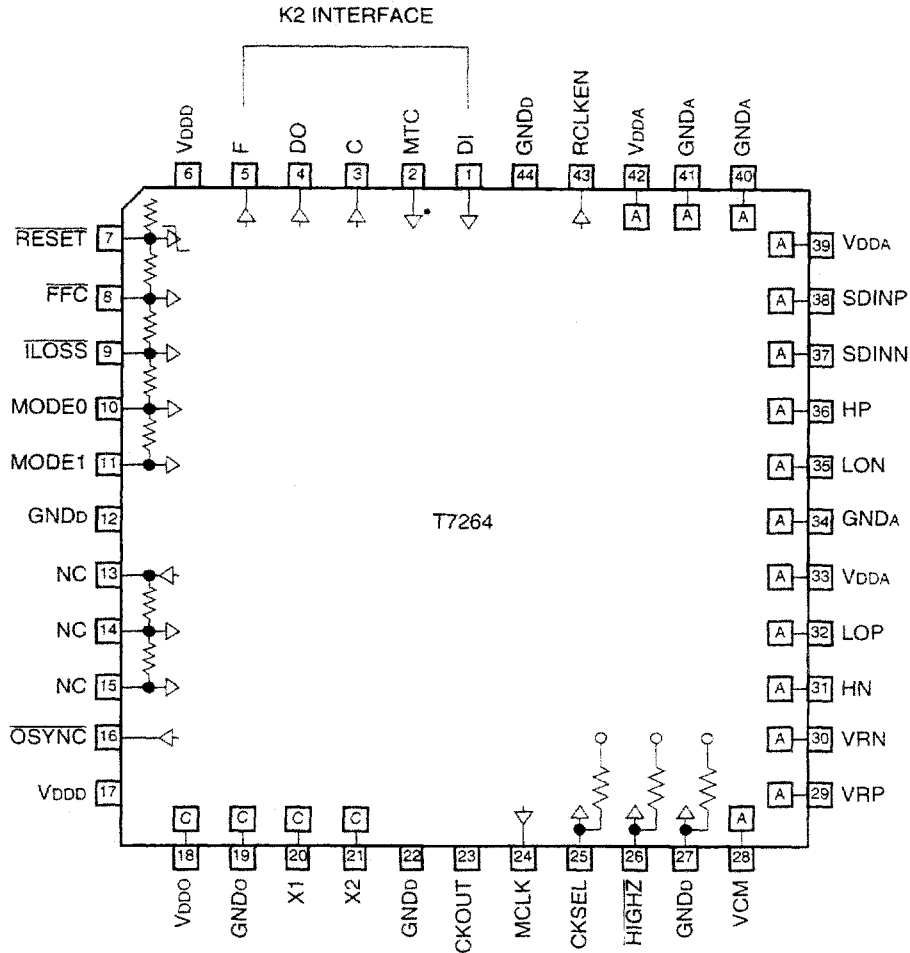 K2 INTERFACE
VDDD F DO C MTC DI GNDD RCLKEN VDDA GNDA GNDA
6 5 4 3 2 1 44 43 42 41 40
A A A
RESET 7
FFC 8
ILOSS 9
MODE0 10
MODE1 11
GNDD 12
NC 13
NC 14
NC 15
OSYNC 16
VDDD 17
T7264
A 39 VDDA
A 38 SDINP
A 37 SDINN
A 36 HP
A 35 LON
A 34 GNDA
A 33 VDDA
A 32 LOP
A 31 HN
A 30 VRN
A 29 VRP
C C C C A
18 19 20 21 22 23 24 25 26 27 28
VDDO GNDO X1 X2 GNDD CKOUT MCLK CKSEL HIGHZ GNDD VCM